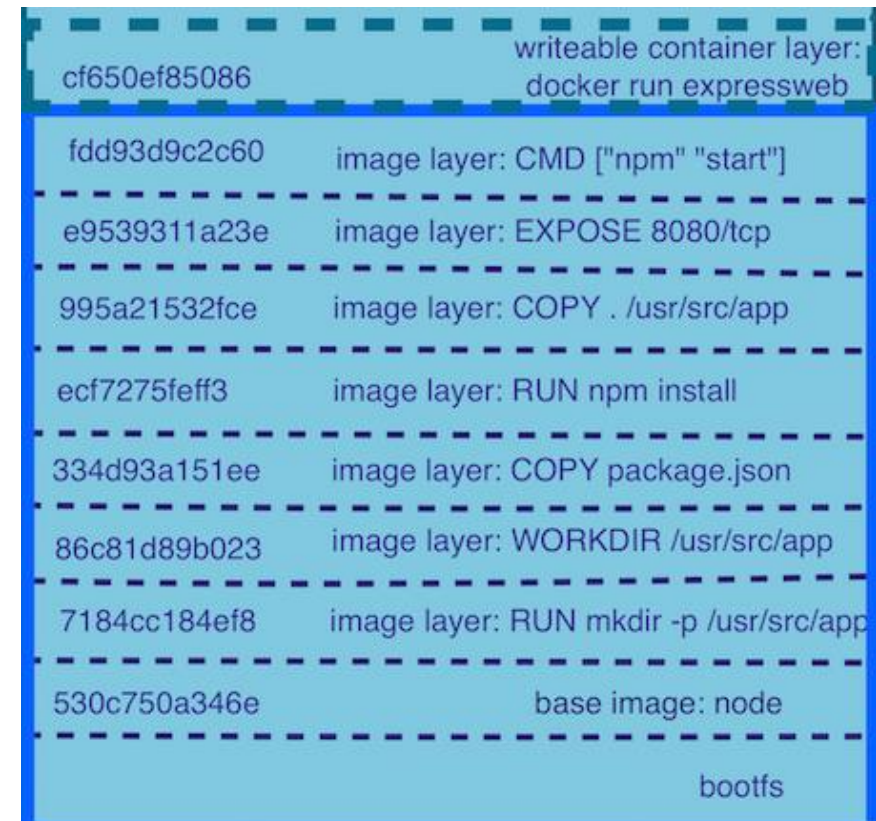 writeable container layer:
cf650ef85086 docker run expressweb
fdd93d9c2c60 image layer: CMD ["npm" "start"]
e9539311a23e image layer: EXPOSE 8080/tcp
995a21532fce image layer: COPY . /usr/src/app
ecf7275feff3 image layer: RUN npm install
334d93a151ee image layer: COPY package.json
86c81d89b023 image layer: WORKDIR /usr/src/app
7184cc184ef8 image layer: RUN mkdir -p /usr/src/app
530c750a346e base image: node
bootfs